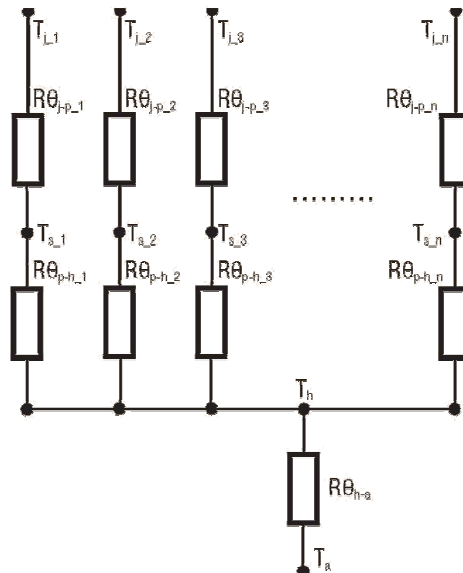 Tj_1 Tj_2 Tj_3 Tj_n
Rθj-p_1 Rθj-p_2 Rθj-p_3 Rθj-p_n
Ts_1 Ts_2 Ts_3 Ts_n
Rθp-h_1 Rθp-h_2 Rθp-h_3 Rθp-h_n
Th
Rθh-a
Ta